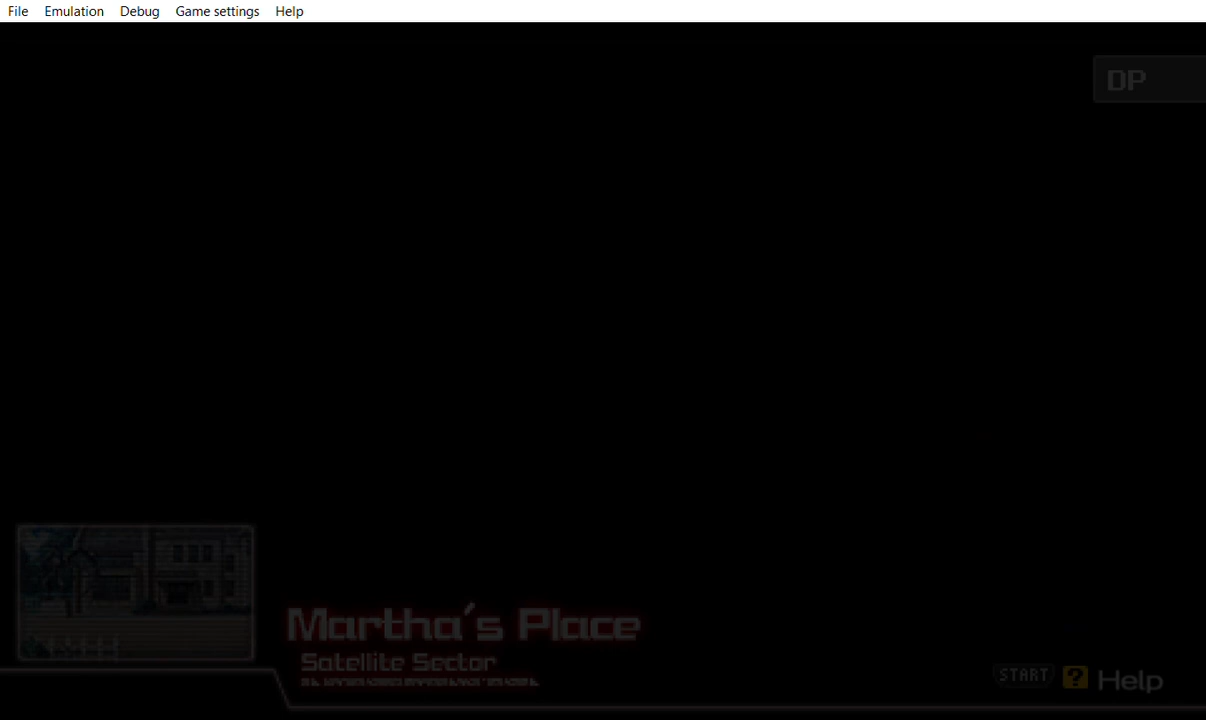 File Emulation Debug Game settings Help
DP
Martha's Place
Satellite Sector
START ? Help